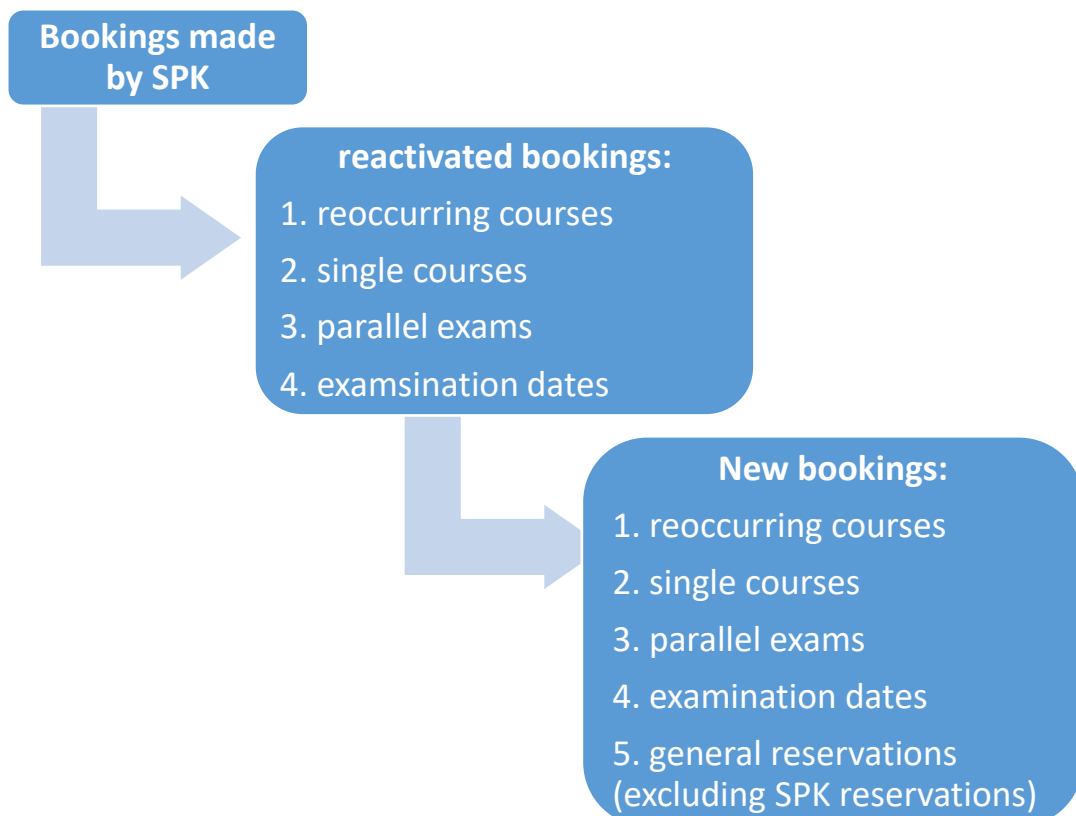 Bookings made
by SPK
reactivated bookings:
1. reoccurring courses
2. single courses
3. parallel exams
4. examsination dates
New bookings:
1. reoccurring courses
2. single courses
3. parallel exams
4. examination dates
5. general reservations
(excluding SPK reservations)